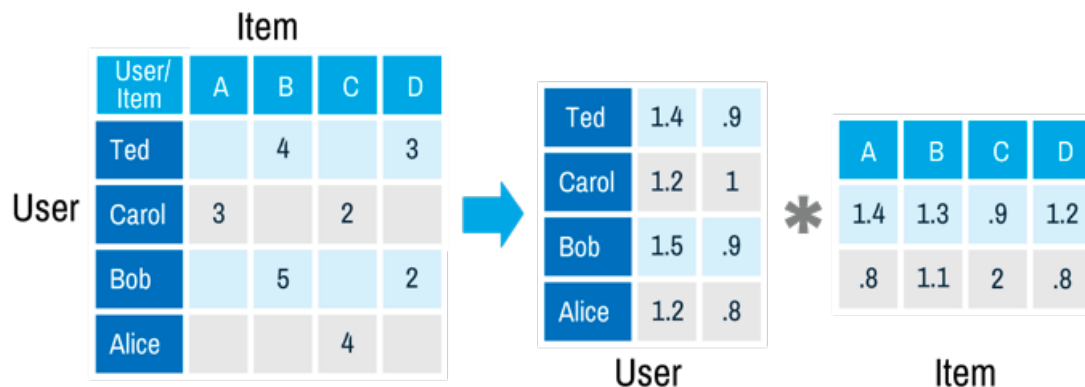 Item
User/ Item A B C D
Ted 4 3
Carol 3 2
Bob 5 2
Alice 4
User
Ted 1.4 .9
Carol 1.2 1
Bob 1.5 .9
Alice 1.2 .8
User
*
A B C D
1.4 1.3 .9 1.2
.8 1.1 2 .8
Item